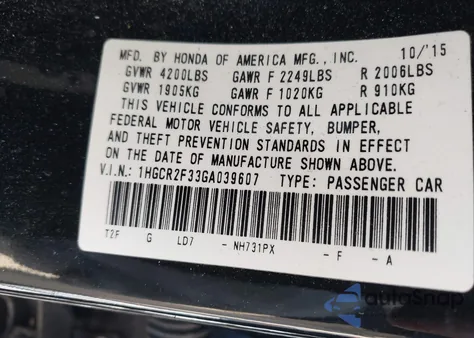 MFD. BY HONDA OF AMERICA MFG., INC. 10/'15
GVWR 4200LBS GAWR F 2249LBS R 2006LBS
GVWR 1905KG GAWR F 1020KG R 910KG
THIS VEHICLE CONFORMS TO ALL APPLICABLE
FEDERAL MOTOR VEHICLE SAFETY, BUMPER,
AND THEFT PREVENTION STANDARDS IN EFFECT
ON THE DATE OF MANUFACTURE SHOWN ABOVE.
V.I.N.: 1HGCR2F33GA039607 TYPE: PASSENGER CAR
T2F G LD7 - NH731PX - F - A
autoSnap